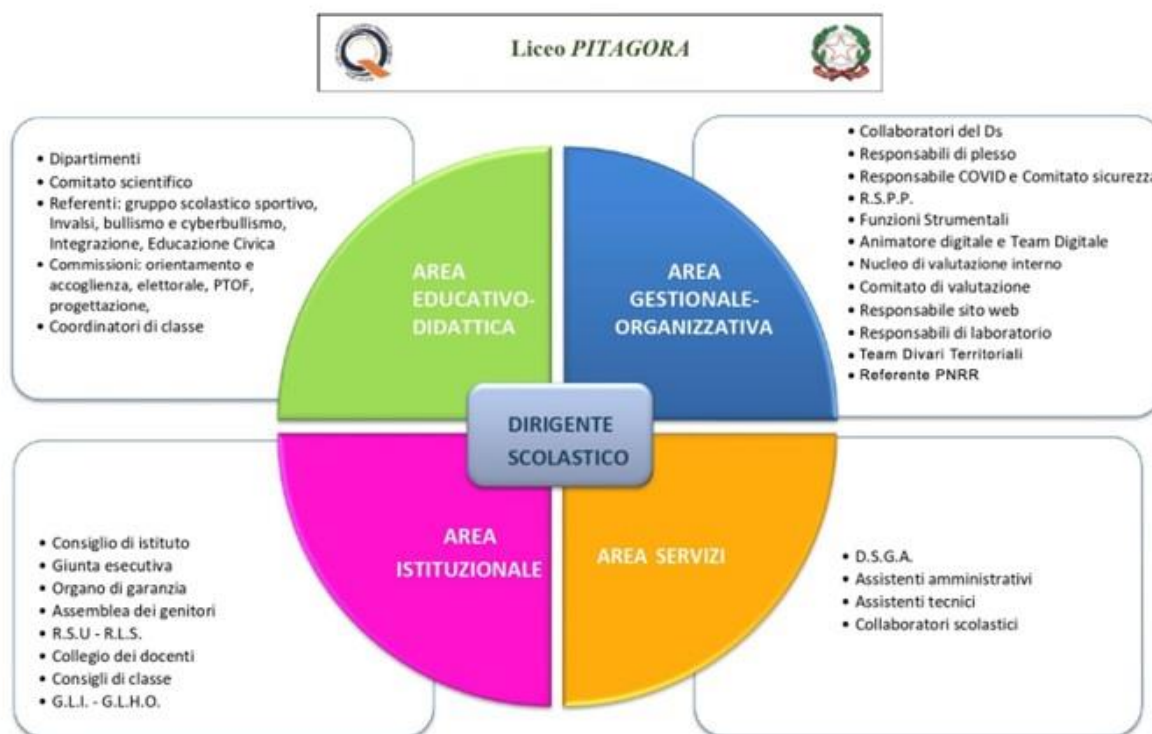 Liceo PITAGORA
• Dipartimenti
• Comitato scientifico
• Referenti: gruppo scolastico sportivo,
Invalsi, bullismo e cyberbullismo,
Integrazione, Educazione Civica
• Commissioni: orientamento e
accoglienza, elettorale, PTOF,
progettazione,
• Coordinatori di classe
AREA
EDUCATIVO-
DIDATTICA
AREA
GESTIONALE-
ORGANIZZATIVA
• Collaboratori del Ds
• Responsabili di plesso
• Responsabile COVID e Comitato sicurezza
• R.S.P.P.
• Funzioni Strumentali
• Animatore digitale e Team Digitale
• Nucleo di valutazione interno
• Comitato di valutazione
• Responsabile sito web
• Responsabili di laboratorio
• Team Divari Territoriali
• Referente PNRR
DIRIGENTE
SCOLASTICO
• Consiglio di istituto
• Giunta esecutiva
• Organo di garanzia
• Assemblea dei genitori
• R.S.U - R.L.S.
• Collegio dei docenti
• Consigli di classe
• G.L.I. - G.L.H.O.
AREA
ISTITUZIONALE
AREA SERVIZI
• D.S.G.A.
• Assistenti amministrativi
• Assistenti tecnici
• Collaboratori scolastici